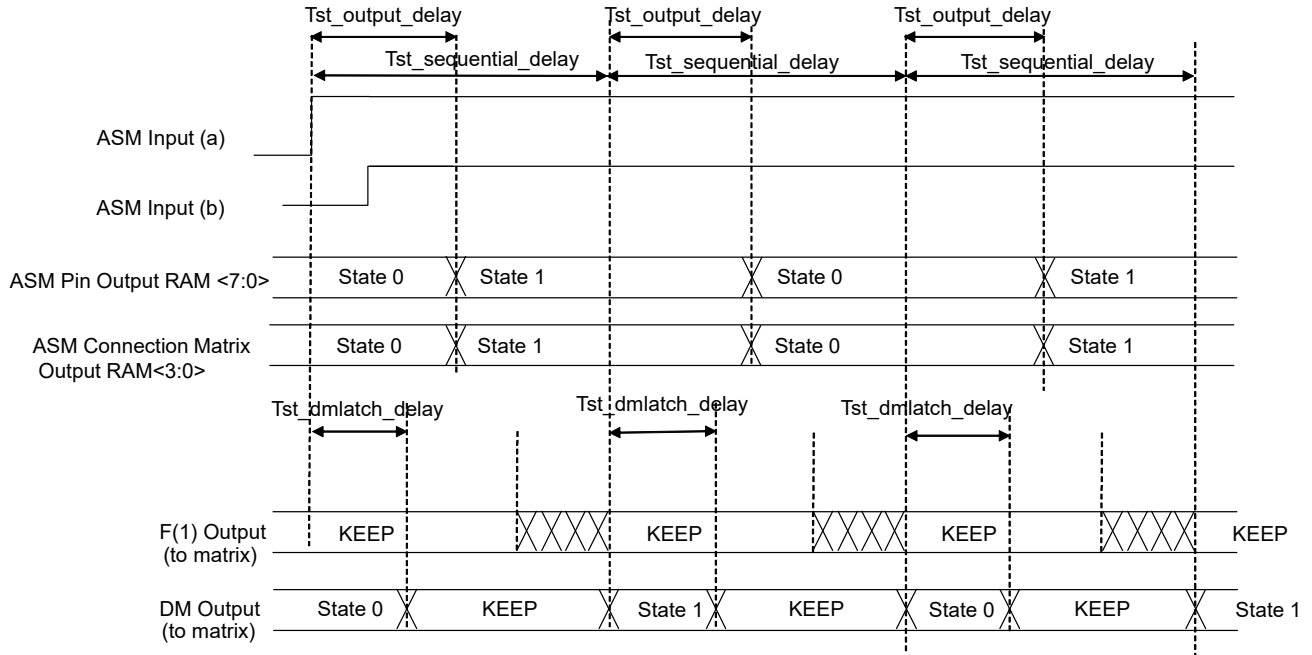 Tst_output_delay Tst_output_delay Tst_output_delay
Tst_sequential_delay Tst_sequential_delay Tst_sequential_delay
ASM Input (a)
ASM Input (b)
ASM Pin Output RAM <7:0> State 0 State 1 State 0 State 1
ASM Connection Matrix
Output RAM<3:0>
State 0 State 1 State 0 State 1
Tst_dmlatch_delay Tst_dmlatch_delay Tst_dmlatch_delay
F(1) Output
(to matrix)
KEEP KEEP KEEP KEEP
DM Output
(to matrix)
State 0 KEEP State 1 KEEP State 0 KEEP State 1